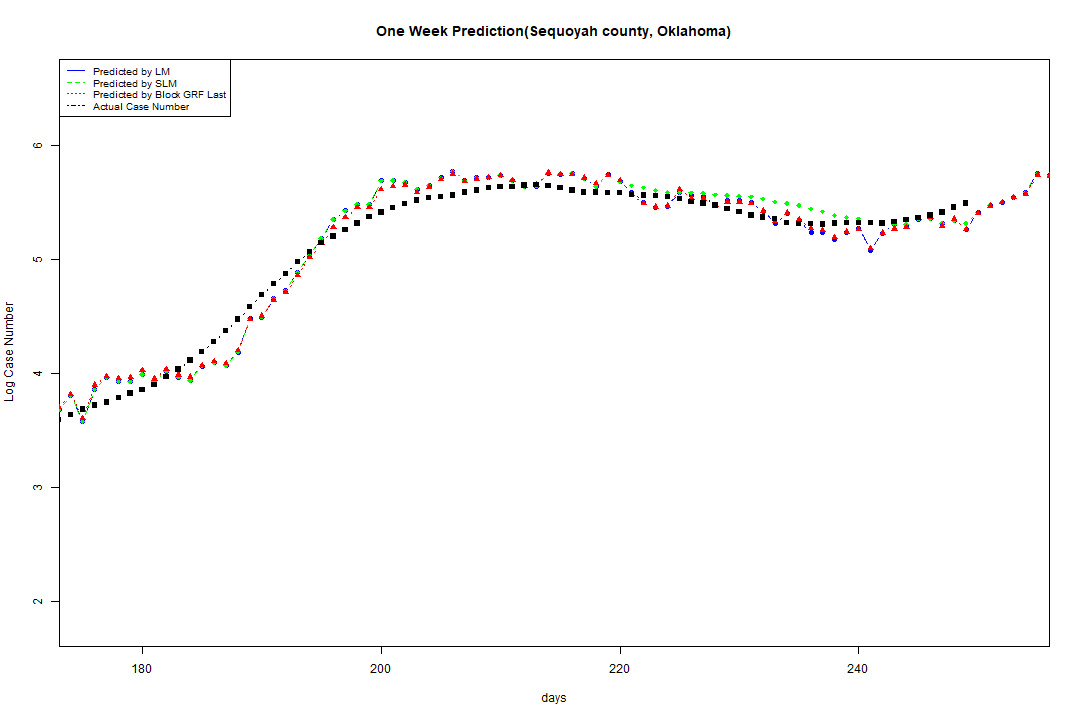 One Week Prediction(Sequoyah county, Oklahoma)
Predicted by LM
Predicted by SLM
Predicted by Block GRF Last
Actual Case Number
6
5
4
3
2
Log Case Number
180
200
220
240
days